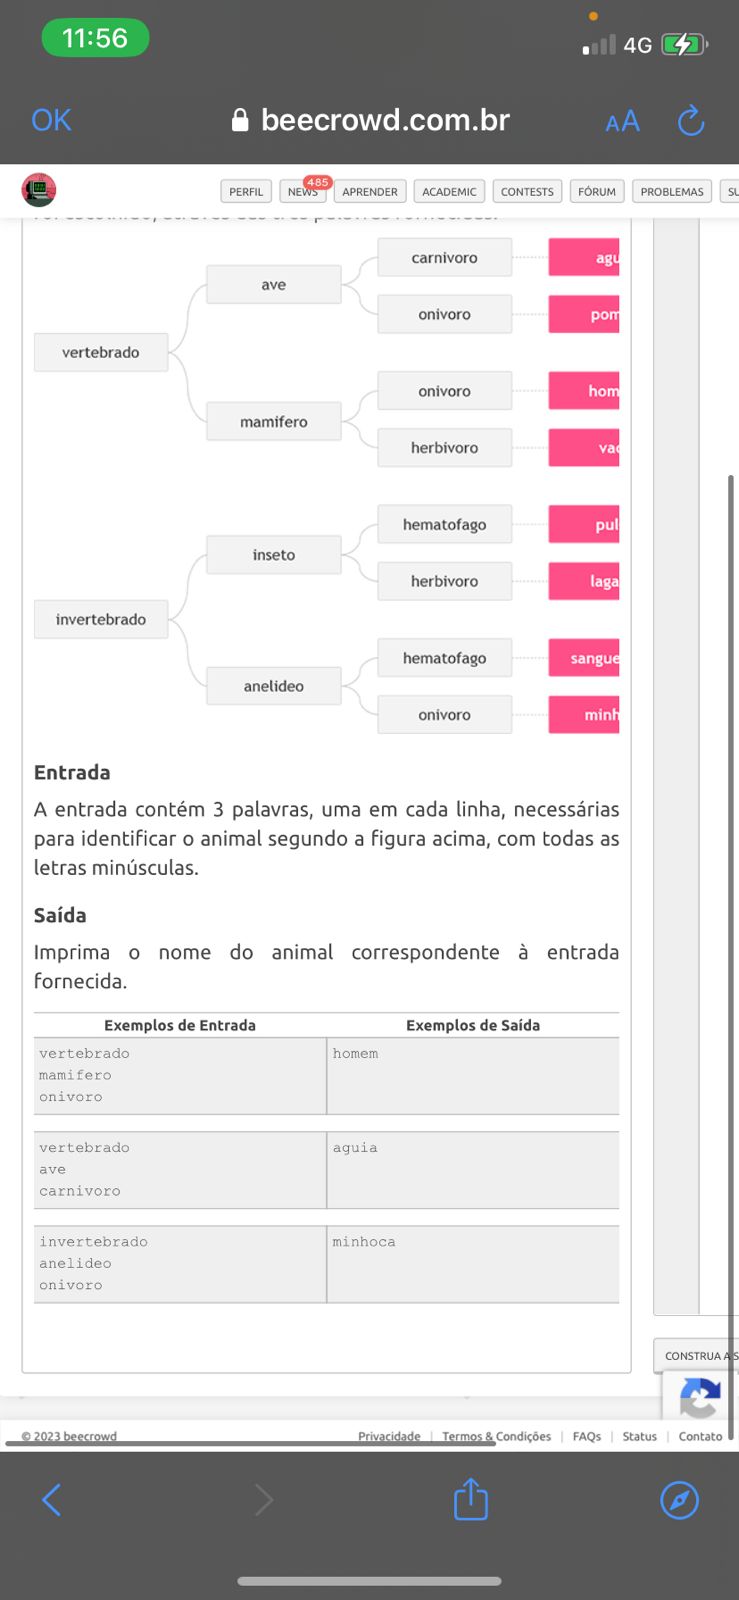 11:56
4G
OK
beecrowd.com.br
AA
PERFIL
NEWS
485
APRENDER
ACADEMIC
CONTESTS
FÓRUM
PROBLEMAS
SU
carnivoro
agu
ave
onivoro
pom
vertebrado
onivoro
hom
mamifero
herbivoro
vac
hematofago
pul
inseto
herbivoro
laga
invertebrado
hematofago
sangue
anelideo
onivoro
minh
Entrada
A entrada contém 3 palavras, uma em cada linha, necessárias
para identificar o animal segundo a figura acima, com todas as
letras minúsculas.
Saída
Imprima o nome do animal correspondente à entrada
fornecida.
Exemplos de Entrada
Exemplos de Saída
vertebrado
mamifero
onivoro
homem
vertebrado
ave
carnivoro
aguia
invertebrado
anelideo
onivoro
minhoca
CONSTRUA A S
© 2023 beecrowd
Privacidade | Termos & Condições | FAQs | Status | Contato